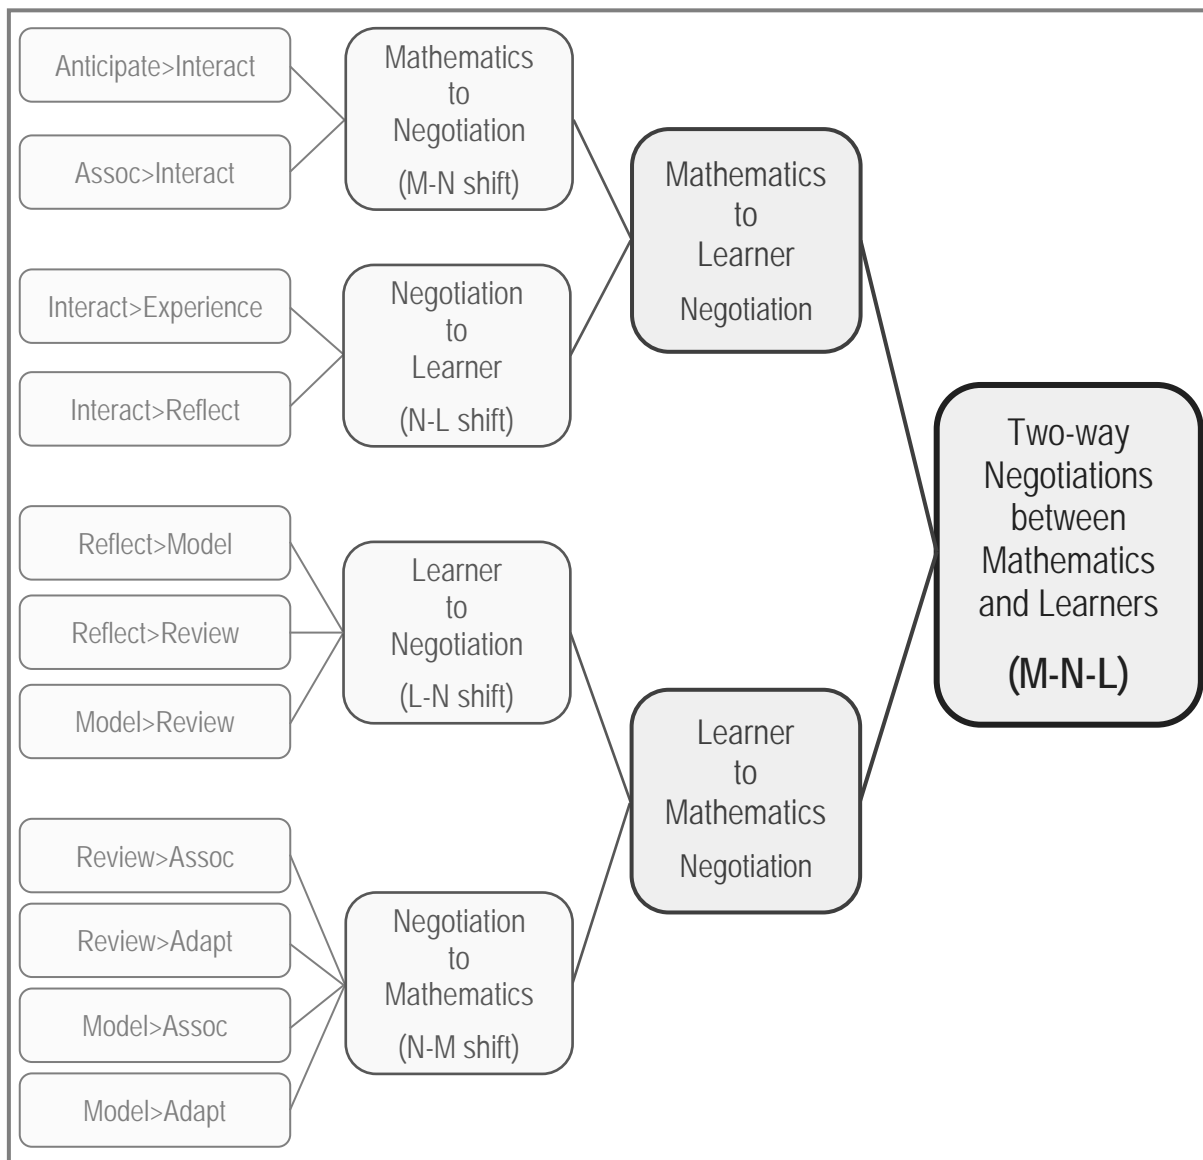 Anticipate>Interact
Assoc>Interact
Interact>Experience
Interact>Reflect
Reflect>Model
Reflect>Review
Model>Review
Review>Assoc
Review>Adapt
Model>Assoc
Model>Adapt
Mathematics
to
Negotiation
(M-N shift)
Negotiation
to
Learner
(N-L shift)
Learner
to
Negotiation
(L-N shift)
Negotiation
to
Mathematics
(N-M shift)
Mathematics
to
Learner
Negotiation
Learner
to
Mathematics
Negotiation
Two-way
Negotiations
between
Mathematics
and Learners
(M-N-L)